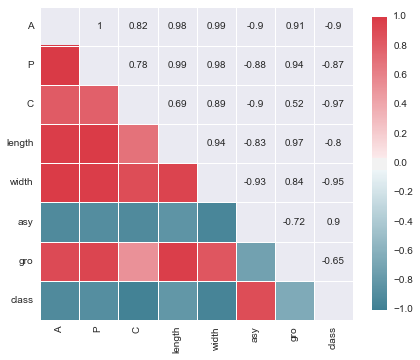 A 1 0.82 0.98 0.99 -0.9 0.91 -0.9
P 0.78 0.99 0.98 -0.88 0.94 -0.87
C 0.69 0.89 -0.9 0.52 -0.97
length 0.94 -0.83 0.97 -0.8
width -0.93 0.84 -0.95
asy -0.72 0.9
gro -0.65
class
A P C length width asy gro class
1.0
0.8
0.6
0.4
0.2
0.0
−0.2
−0.4
−0.6
−0.8
−1.0